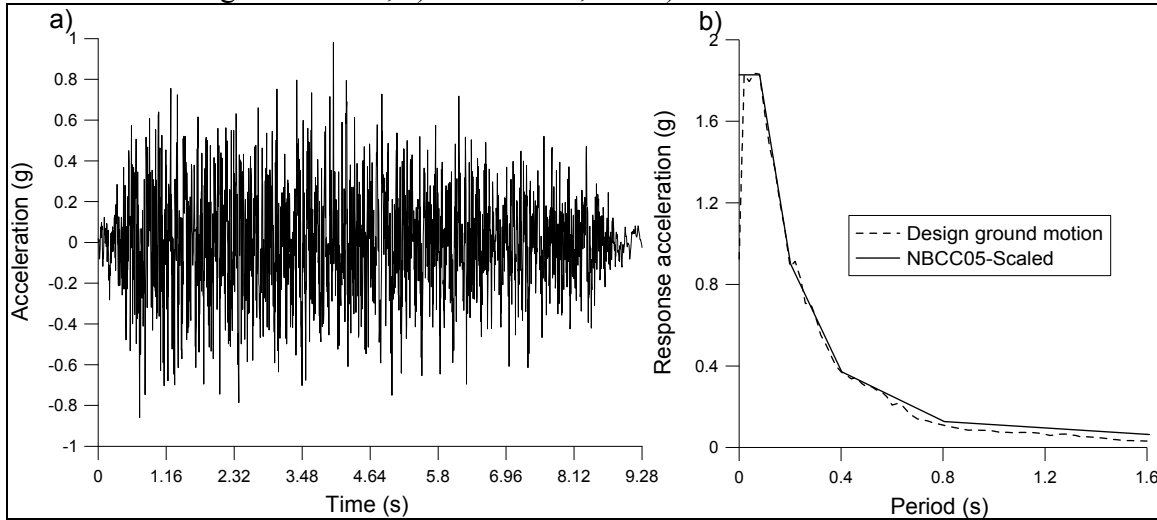 a)
Acceleration (g)
1
0.8
0.6
0.4
0.2
0
-0.2
-0.4
-0.6
-0.8
-1
0 1.16 2.32 3.48 4.64 5.8 6.96 8.12 9.28
Time (s)
b)
Response acceleration (g)
2
1.6
1.2
0.8
0.4
0
0 0.4 0.8 1.2 1.6
Period (s)
Design ground motion
NBCC05-Scaled